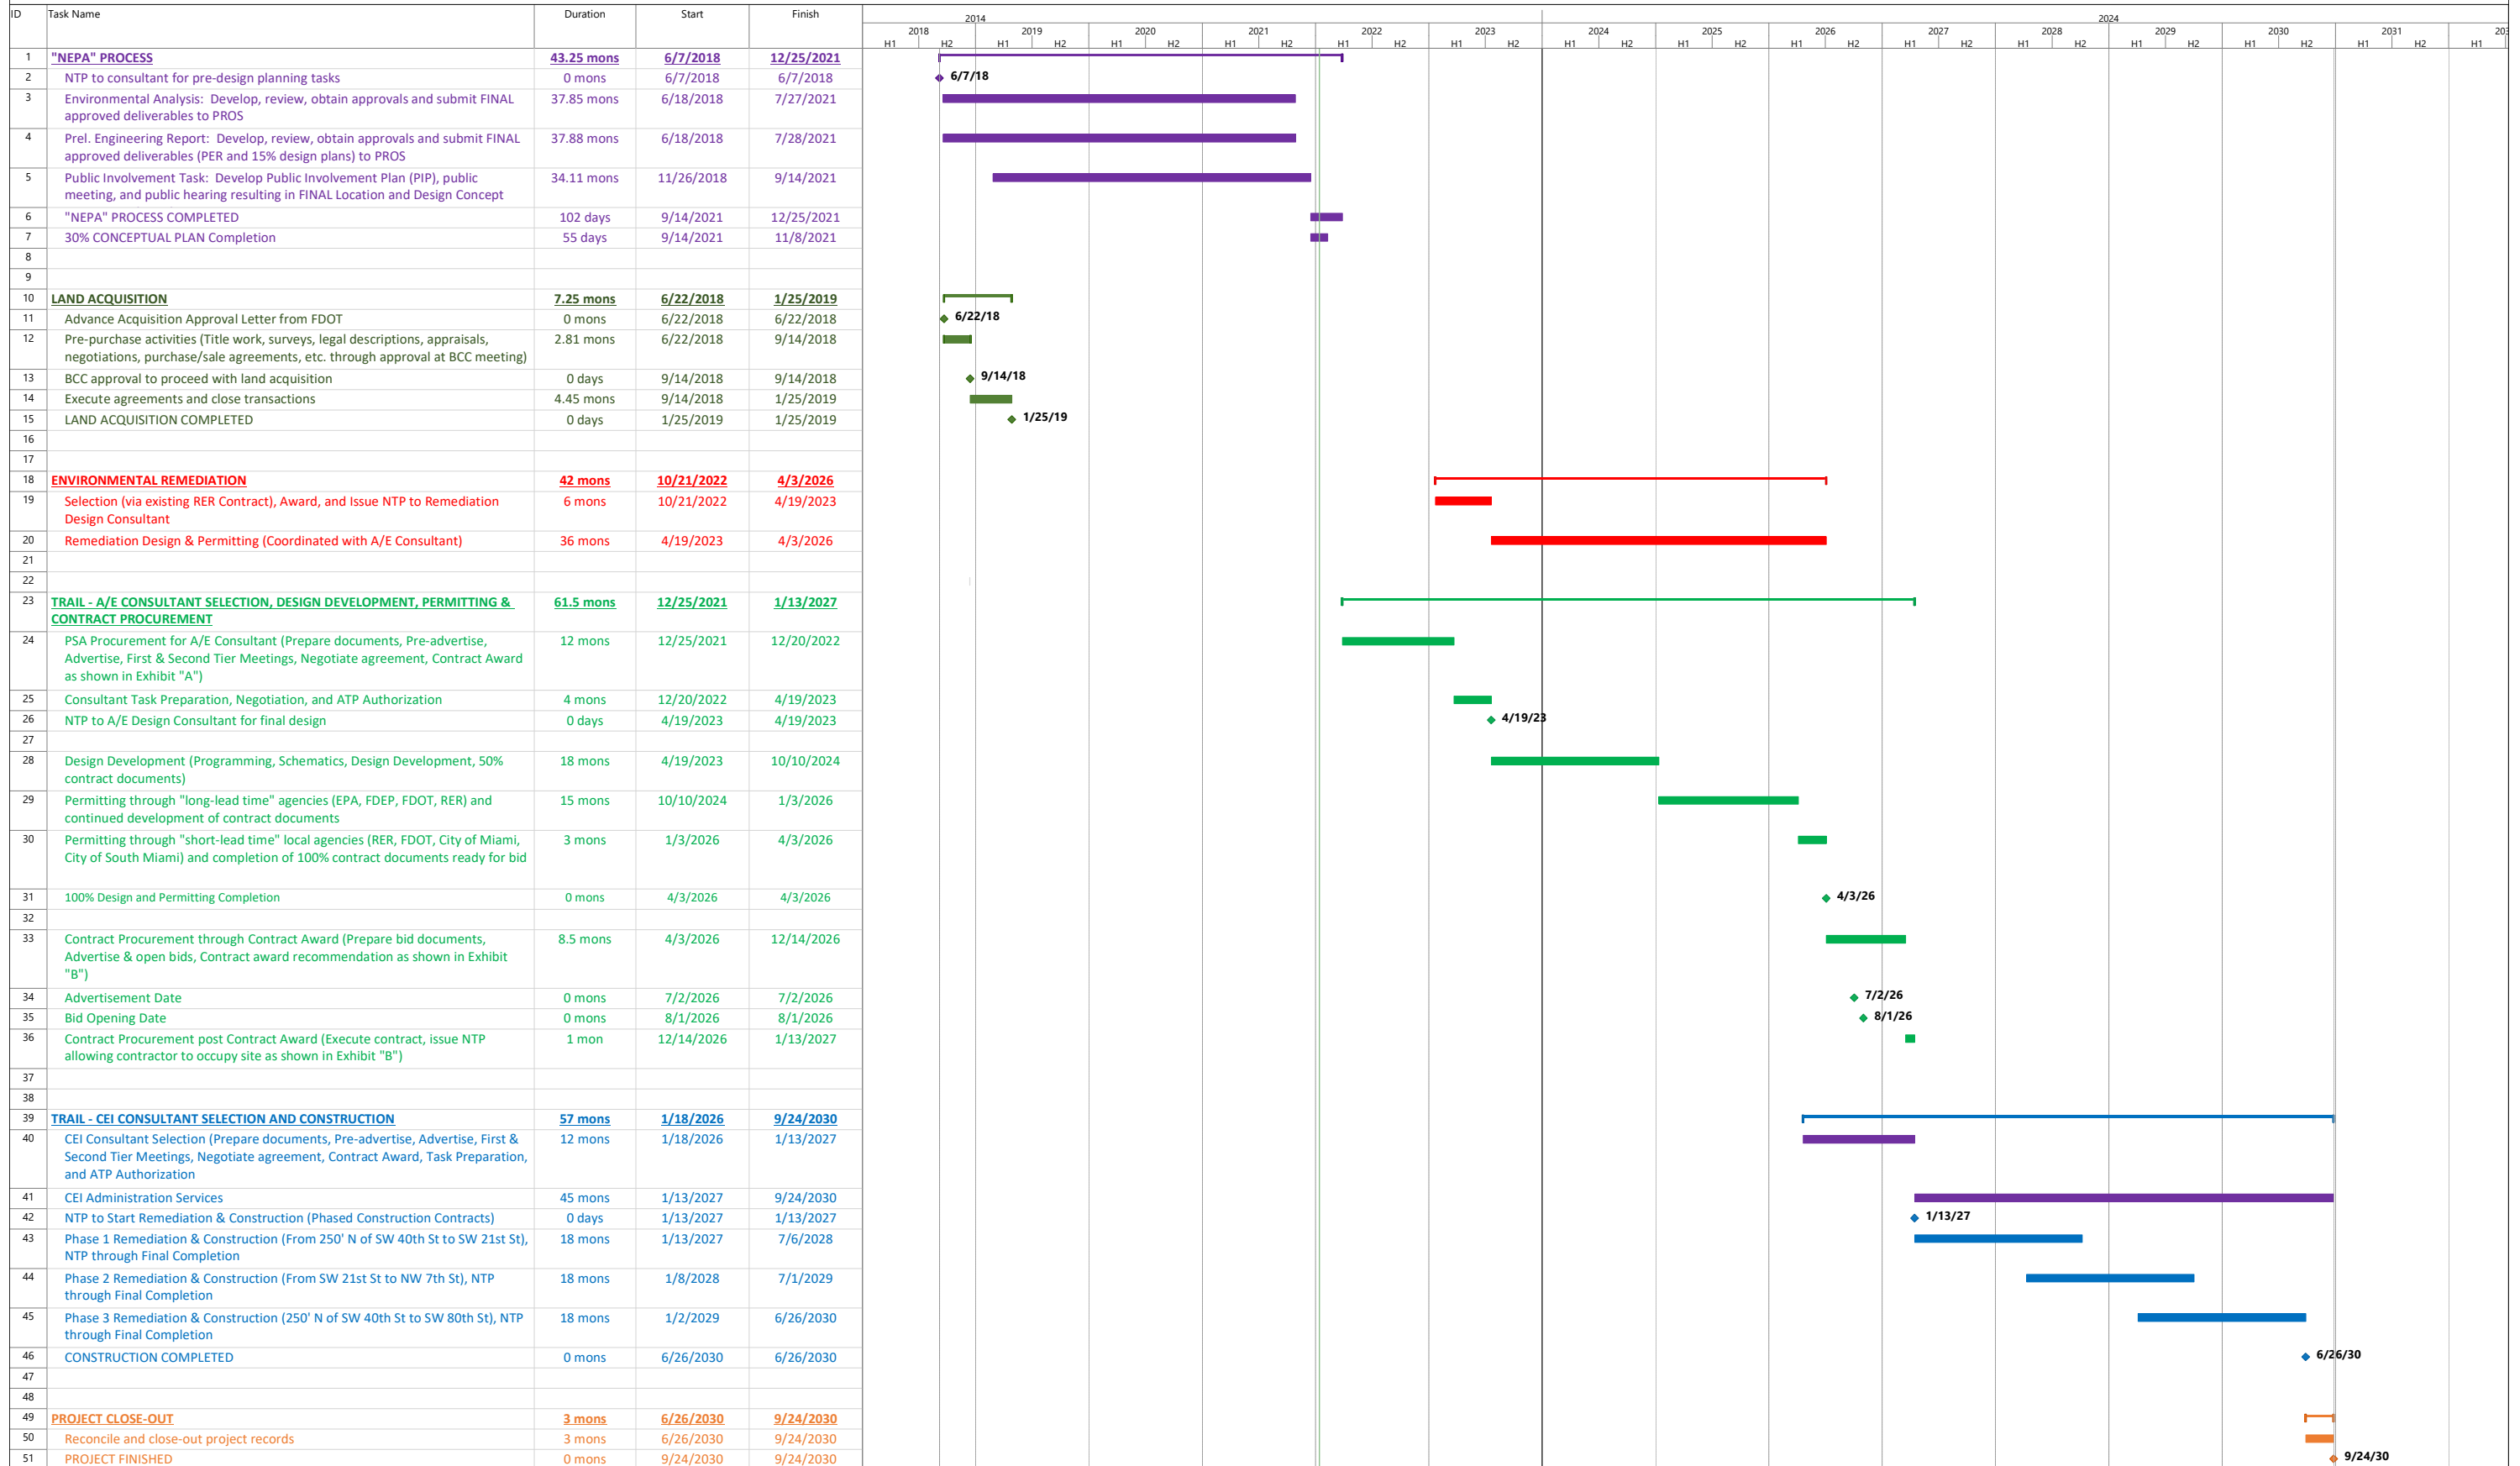 ID Task Name Duration Start Finish
2014 2024
2018 2019 2020 2021 2022 2023 2024 2025 2026 2027 2028 2029 2030 2031 203
H1 H2 H1 H2 H1 H2 H1 H2 H1 H2 H1 H2 H1 H2 H1 H2 H1 H2 H1 H2 H1 H2 H1 H2 H1 H2 H1 H2 H1
1 "NEPA" PROCESS 43.25 mons 6/7/2018 12/25/2021
2 NTP to consultant for pre-design planning tasks 0 mons 6/7/2018 6/7/2018 6/7/18
3 Environmental Analysis: Develop, review, obtain approvals and submit FINAL 37.85 mons 6/18/2018 7/27/2021
approved deliverables to PROS
4 Prel. Engineering Report: Develop, review, obtain approvals and submit FINAL 37.88 mons 6/18/2018 7/28/2021
approved deliverables (PER and 15% design plans) to PROS
5 Public Involvement Task: Develop Public Involvement Plan (PIP), public 34.11 mons 11/26/2018 9/14/2021
meeting, and public hearing resulting in FINAL Location and Design Concept
6 "NEPA" PROCESS COMPLETED 102 days 9/14/2021 12/25/2021
7 30% CONCEPTUAL PLAN Completion 55 days 9/14/2021 11/8/2021
8
9
10 LAND ACQUISITION 7.25 mons 6/22/2018 1/25/2019
11 Advance Acquisition Approval Letter from FDOT 0 mons 6/22/2018 6/22/2018 6/22/18
12 Pre-purchase activities (Title work, surveys, legal descriptions, appraisals, 2.81 mons 6/22/2018 9/14/2018
negotiations, purchase/sale agreements, etc. through approval at BCC meeting)
13 BCC approval to proceed with land acquisition 0 days 9/14/2018 9/14/2018 9/14/18
14 Execute agreements and close transactions 4.45 mons 9/14/2018 1/25/2019
15 LAND ACQUISITION COMPLETED 0 days 1/25/2019 1/25/2019 1/25/19
16
17
18 ENVIRONMENTAL REMEDIATION 42 mons 10/21/2022 4/3/2026
19 Selection (via existing RER Contract), Award, and Issue NTP to Remediation 6 mons 10/21/2022 4/19/2023
Design Consultant
20 Remediation Design & Permitting (Coordinated with A/E Consultant) 36 mons 4/19/2023 4/3/2026
21
22
23 TRAIL - A/E CONSULTANT SELECTION, DESIGN DEVELOPMENT, PERMITTING & 61.5 mons 12/25/2021 1/13/2027
CONTRACT PROCUREMENT
24 PSA Procurement for A/E Consultant (Prepare documents, Pre-advertise, 12 mons 12/25/2021 12/20/2022
Advertise, First & Second Tier Meetings, Negotiate agreement, Contract Award
as shown in Exhibit "A")
25 Consultant Task Preparation, Negotiation, and ATP Authorization 4 mons 12/20/2022 4/19/2023
26 NTP to A/E Design Consultant for final design 0 days 4/19/2023 4/19/2023 4/19/23
27
28 Design Development (Programming, Schematics, Design Development, 50% 18 mons 4/19/2023 10/10/2024
contract documents)
29 Permitting through "long-lead time" agencies (EPA, FDEP, FDOT, RER) and 15 mons 10/10/2024 1/3/2026
continued development of contract documents
30 Permitting through "short-lead time" local agencies (RER, FDOT, City of Miami, 3 mons 1/3/2026 4/3/2026
City of South Miami) and completion of 100% contract documents ready for bid
31 100% Design and Permitting Completion 0 mons 4/3/2026 4/3/2026 4/3/26
32
33 Contract Procurement through Contract Award (Prepare bid documents, 8.5 mons 4/3/2026 12/14/2026
Advertise & open bids, Contract award recommendation as shown in Exhibit
"B")
34 Advertisement Date 0 mons 7/2/2026 7/2/2026 7/2/26
35 Bid Opening Date 0 mons 8/1/2026 8/1/2026 8/1/26
36 Contract Procurement post Contract Award (Execute contract, issue NTP 1 mon 12/14/2026 1/13/2027
allowing contractor to occupy site as shown in Exhibit "B")
37
38
39 TRAIL - CEI CONSULTANT SELECTION AND CONSTRUCTION 57 mons 1/18/2026 9/24/2030
40 CEI Consultant Selection (Prepare documents, Pre-advertise, Advertise, First & 12 mons 1/18/2026 1/13/2027
Second Tier Meetings, Negotiate agreement, Contract Award, Task Preparation,
and ATP Authorization
41 CEI Administration Services 45 mons 1/13/2027 9/24/2030
42 NTP to Start Remediation & Construction (Phased Construction Contracts) 0 days 1/13/2027 1/13/2027 1/13/27
43 Phase 1 Remediation & Construction (From 250' N of SW 40th St to SW 21st St), 18 mons 1/13/2027 7/6/2028
NTP through Final Completion
44 Phase 2 Remediation & Construction (From SW 21st St to NW 7th St), NTP 18 mons 1/8/2028 7/1/2029
through Final Completion
45 Phase 3 Remediation & Construction (250' N of SW 40th St to SW 80th St), NTP 18 mons 1/2/2029 6/26/2030
through Final Completion
46 CONSTRUCTION COMPLETED 0 mons 6/26/2030 6/26/2030 6/26/30
47
48
49 PROJECT CLOSE-OUT 3 mons 6/26/2030 9/24/2030
50 Reconcile and close-out project records 3 mons 6/26/2030 9/24/2030
51 PROJECT FINISHED 0 mons 9/24/2030 9/24/2030 9/24/30